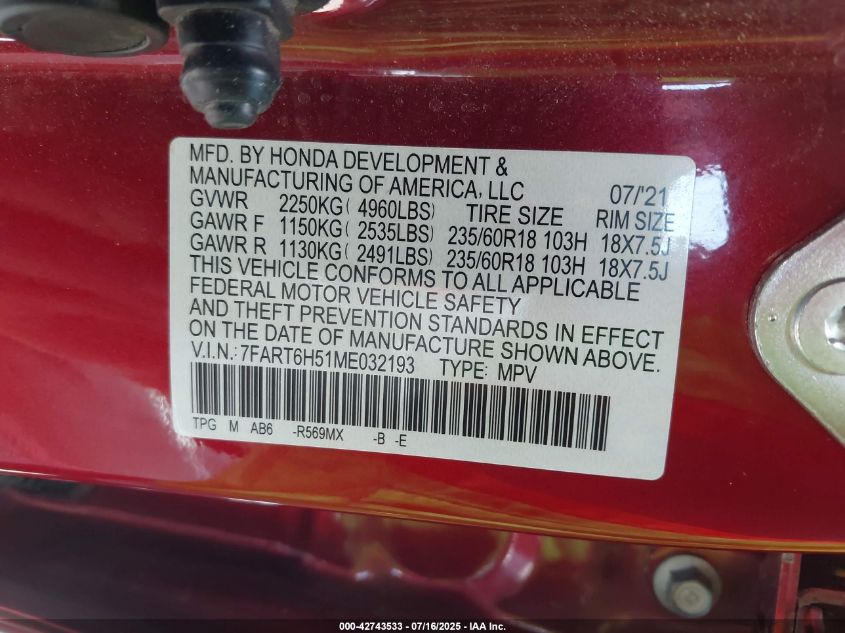 MFD. BY HONDA DEVELOPMENT &
MANUFACTURING OF AMERICA, LLC 07/'21
GVWR 2250KG( 4960LBS) TIRE SIZE RIM SIZE
GAWR F 1150KG( 2535LBS) 235/60R18 103H 18X7.5J
GAWR R 1130KG( 2491LBS) 235/60R18 103H 18X7.5J
THIS VEHICLE CONFORMS TO ALL APPLICABLE
FEDERAL MOTOR VEHICLE SAFETY
AND THEFT PREVENTION STANDARDS IN EFFECT
ON THE DATE OF MANUFACTURE SHOWN ABOVE.
V.I.N.: 7FART6H51ME032193 TYPE: MPV
TPG M AB6 -R569MX -B -E
000-42743533 - 07/16/2025 - IAA Inc.